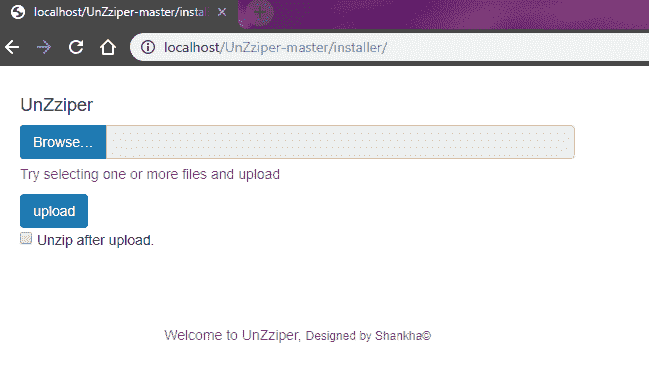 localhost/UnZziper-master/instal
localhost/UnZziper-master/installer/
UnZziper
Browse...
Try selecting one or more files and upload
upload
Unzip after upload.
Welcome to UnZziper, Designed by Shankha©